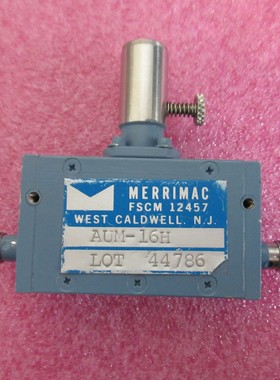 MERRIMAC
FSCM 12457
WEST CALDWELL. N.J.
AUM-16H
LOT 44786